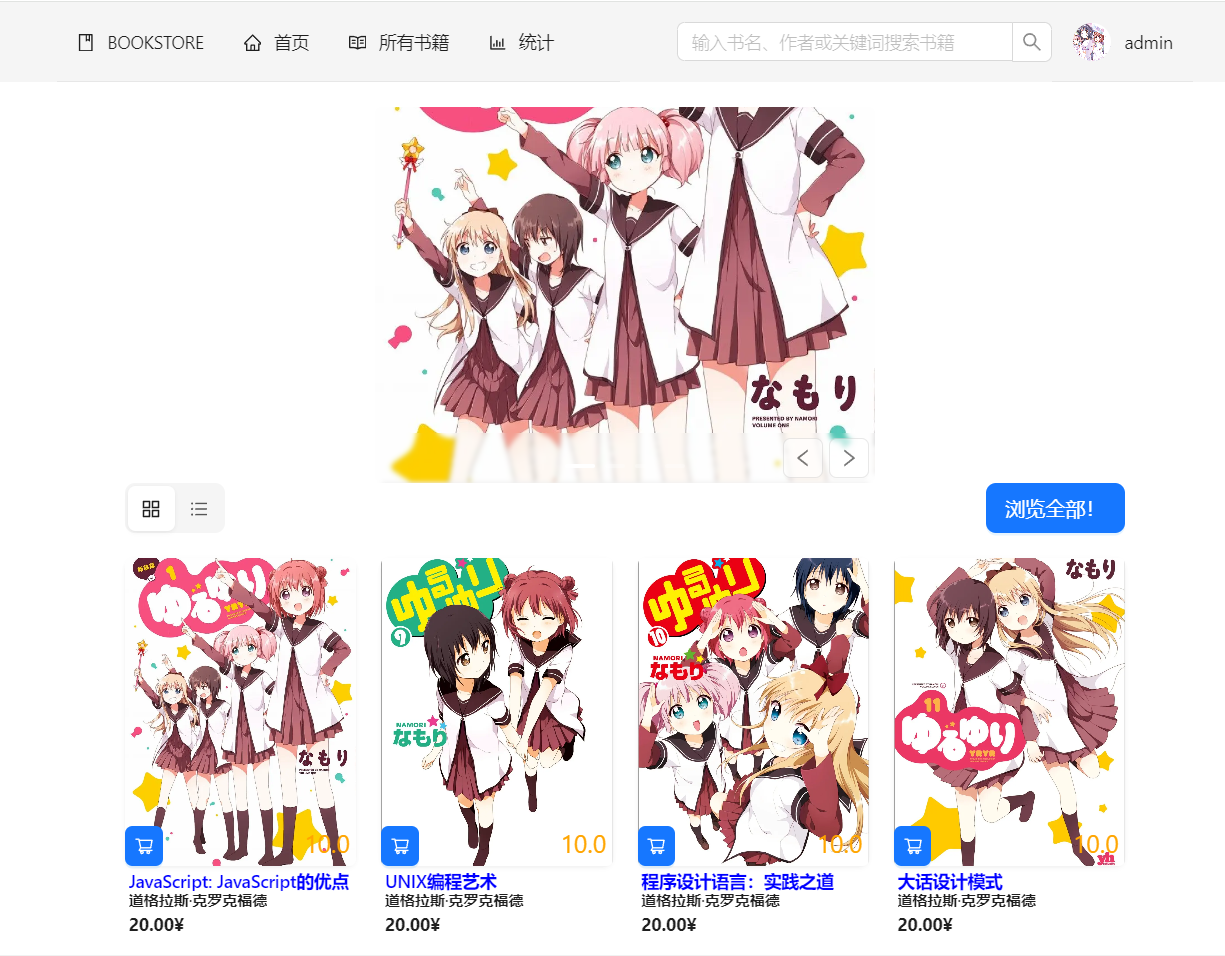 BOOKSTORE 首页 所有书籍 统计 输入书名、作者或关键词搜索书籍 admin
なもり
PRESENTED BY NAMORI
VOLUME ONE
浏览全部！
1
ゆるゆり
YRYR
なもり
10.0
JavaScript: JavaScript的优点
道格拉斯·克罗克福德
20.00¥
ゆるゆり
9
NAMORI
なもり
10.0
UNIX编程艺术
道格拉斯·克罗克福德
20.00¥
ゆるゆり
10
NAMORI
なもり
10.0
程序设计语言：实践之道
道格拉斯·克罗克福德
20.00¥
なもり
11
ゆるゆり
YRYR
10.0
yh
大话设计模式
道格拉斯·克罗克福德
20.00¥